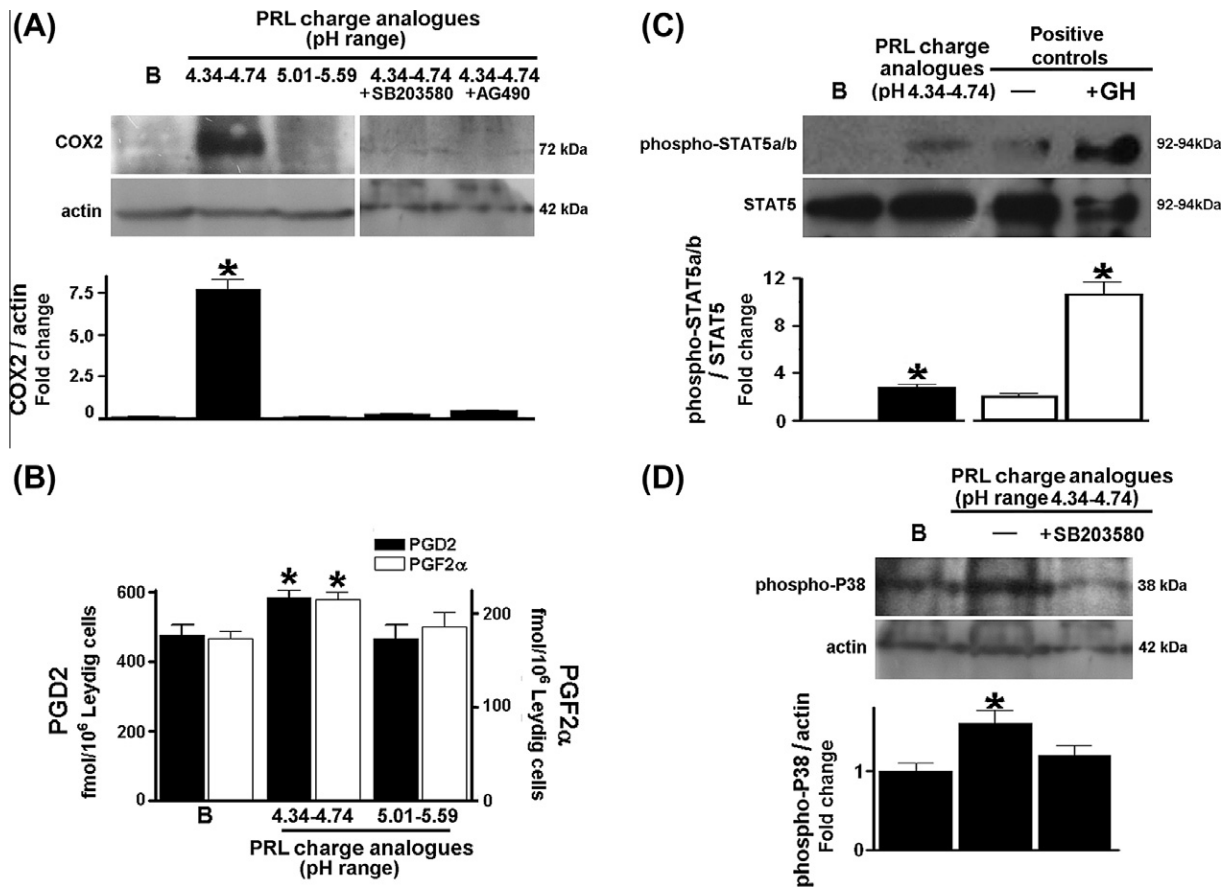 (A)
PRL charge analogues
(pH range)
B 4.34-4.74 5.01-5.59 4.34-4.74 4.34-4.74
+SB203580 +AG490
COX2
72 kDa
actin
42 kDa
*
7.5
5.0
2.5
0
COX2 / actin
Fold change
(B)
PGD2
PGF2α
* *
600
400
200
0
PGD2
fmol/10⁶ Leydig cells
200
100
0
PGF2α
fmol/10⁶ Leydig cells
B 4.34-4.74 5.01-5.59
PRL charge analogues
(pH range)
(C)
Positive
controls
PRL charge
analogues
B (pH 4.34-4.74) — +GH
phospho-STAT5a/b
92-94kDa
STAT5
92-94kDa
*
*
12
8
4
0
phospho-STAT5a/b
/ STAT5
Fold change
(D)
PRL charge analogues
(pH range 4.34-4.74)
B — +SB203580
phospho-P38
38 kDa
actin
42 kDa
*
1
0
phospho-P38 / actin
Fold change